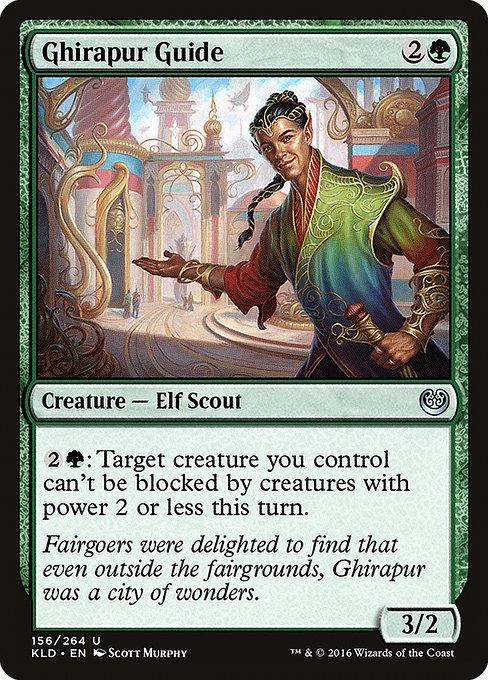 Ghirapur Guide 2
Creature — Elf Scout
2: Target creature you control
can't be blocked by creatures with
power 2 or less this turn.
Fairgoers were delighted to find that
even outside the fairgrounds, Ghirapur
was a city of wonders.
3/2
156/264 U
KLD • EN Scott Murphy
™ & © 2016 Wizards of the Coast